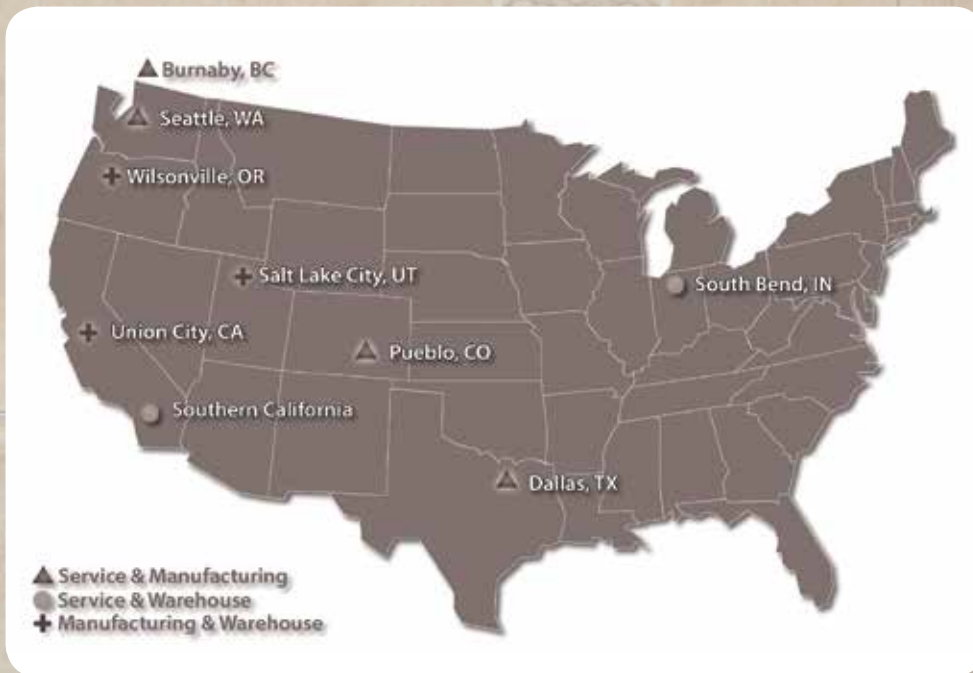 Burnaby, BC
Seattle, WA
Wilsonville, OR
Salt Lake City, UT
South Bend, IN
Union City, CA
Pueblo, CO
Southern California
Dallas, TX
Service & Manufacturing
Service & Warehouse
Manufacturing & Warehouse